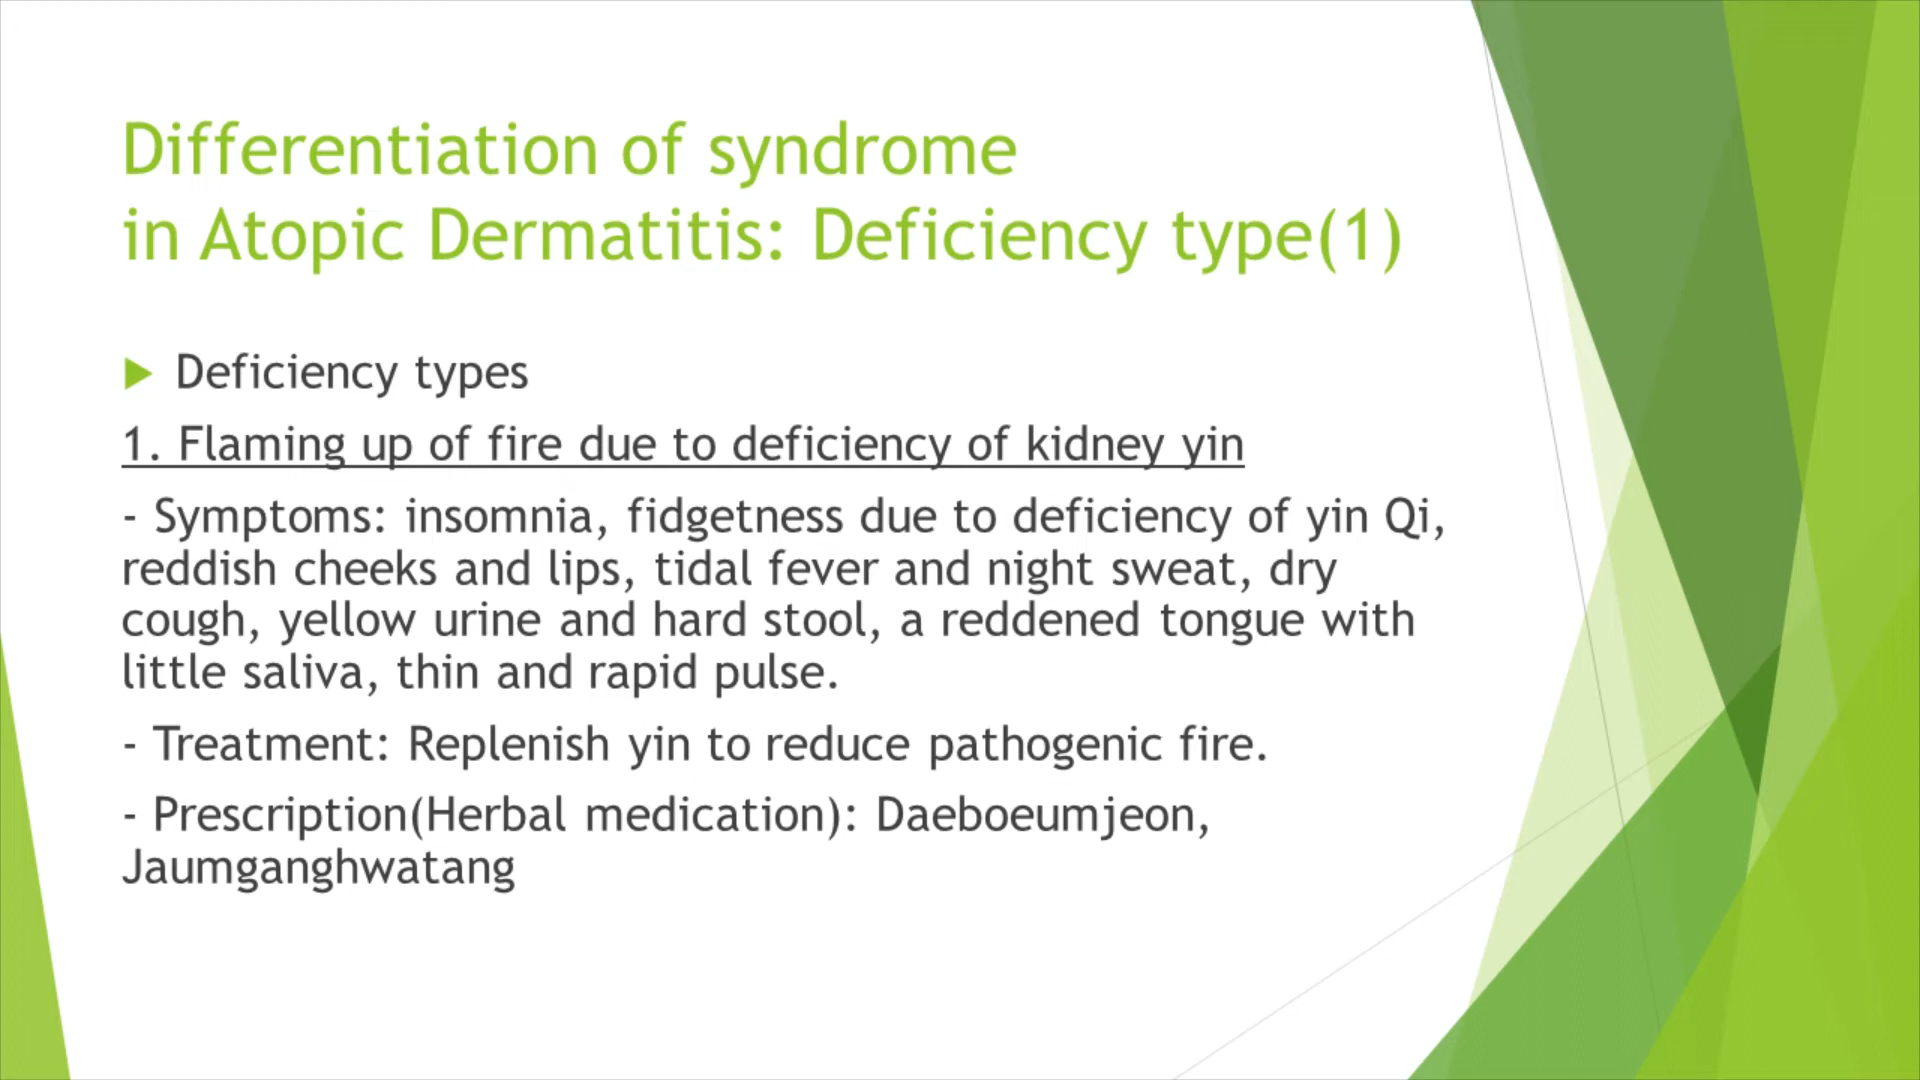 Differentiation of syndrome
in Atopic Dermatitis: Deficiency type(1)
Deficiency types
1. Flaming up of fire due to deficiency of kidney yin
- Symptoms: insomnia, fidgetness due to deficiency of yin Qi,
reddish cheeks and lips, tidal fever and night sweat, dry
cough, yellow urine and hard stool, a reddened tongue with
little saliva, thin and rapid pulse.
- Treatment: Replenish yin to reduce pathogenic fire.
- Prescription(Herbal medication): Daeboeumjeon,
Jaumganghwatang